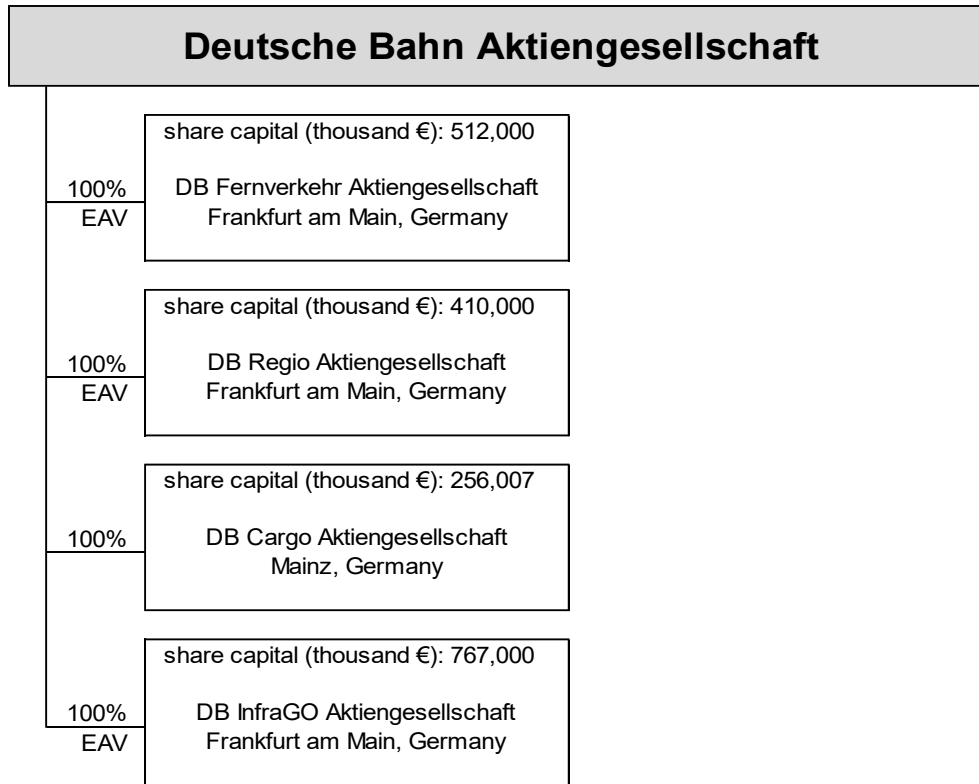 Deutsche Bahn Aktiengesellschaft
share capital (thousand €): 512,000
100%
DB Fernverkehr Aktiengesellschaft
EAV
Frankfurt am Main, Germany
share capital (thousand €): 410,000
100%
DB Regio Aktiengesellschaft
EAV
Frankfurt am Main, Germany
share capital (thousand €): 256,007
100%
DB Cargo Aktiengesellschaft
Mainz, Germany
share capital (thousand €): 767,000
100%
DB InfraGO Aktiengesellschaft
EAV
Frankfurt am Main, Germany